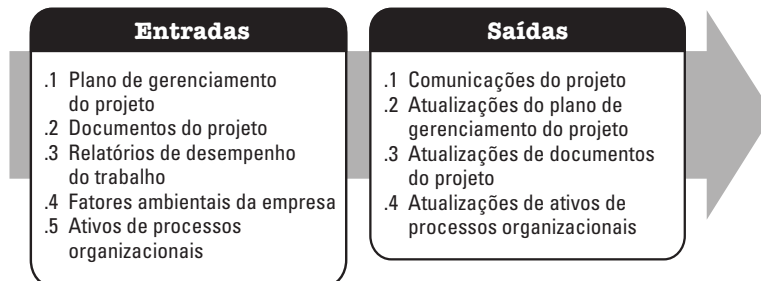 Entradas
.1 Plano de gerenciamento
do projeto
.2 Documentos do projeto
.3 Relatórios de desempenho
do trabalho
.4 Fatores ambientais da empresa
.5 Ativos de processos
organizacionais
Saídas
.1 Comunicações do projeto
.2 Atualizações do plano de
gerenciamento do projeto
.3 Atualizações de documentos
do projeto
.4 Atualizações de ativos de
processos organizacionais